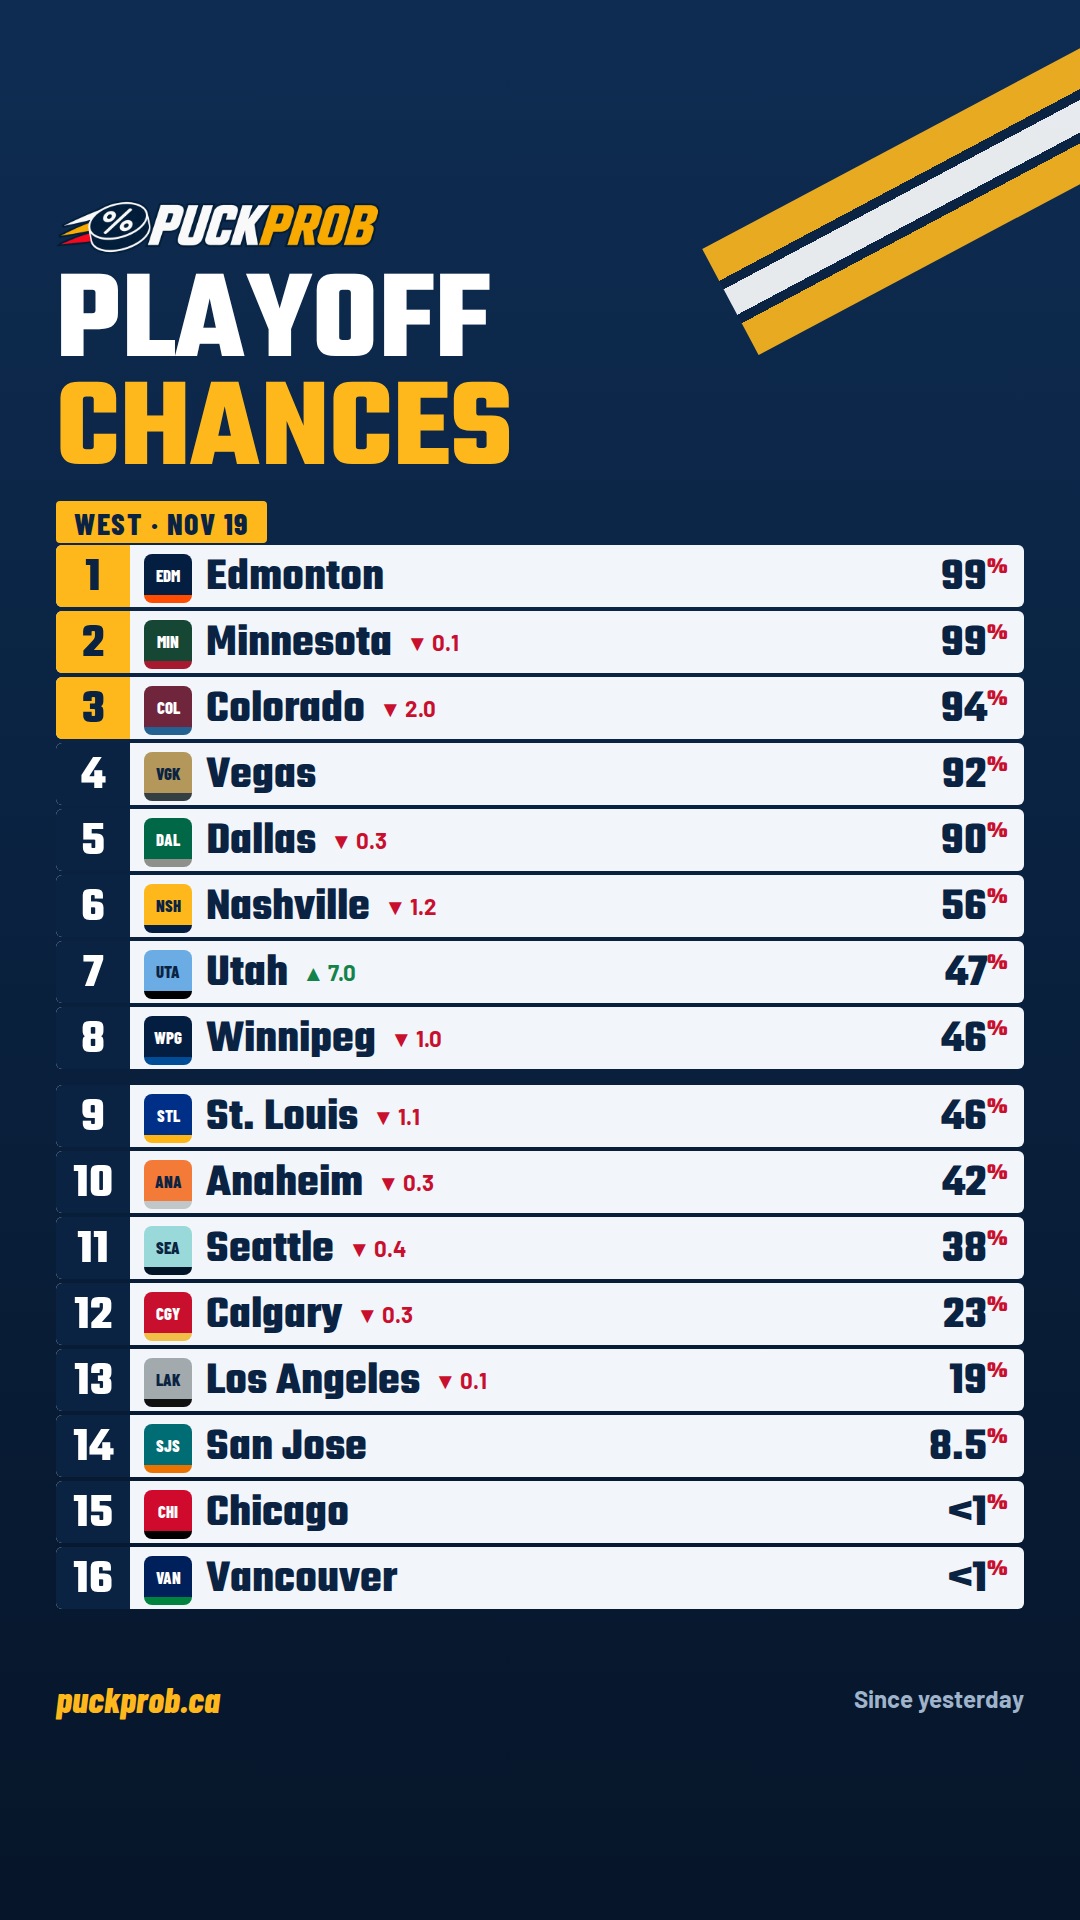 % PUCKPROB
PLAYOFF
CHANCES
WEST · NOV 19
1 EDM Edmonton 99%
2 MIN Minnesota ▼ 0.1 99%
3 COL Colorado ▼ 2.0 94%
4 VGK Vegas 92%
5 DAL Dallas ▼ 0.3 90%
6 NSH Nashville ▼ 1.2 56%
7 UTA Utah ▲ 7.0 47%
8 WPG Winnipeg ▼ 1.0 46%
9 STL St. Louis ▼ 1.1 46%
10 ANA Anaheim ▼ 0.3 42%
11 SEA Seattle ▼ 0.4 38%
12 CGY Calgary ▼ 0.3 23%
13 LAK Los Angeles ▼ 0.1 19%
14 SJS San Jose 8.5%
15 CHI Chicago <1%
16 VAN Vancouver <1%
puckprob.ca Since yesterday